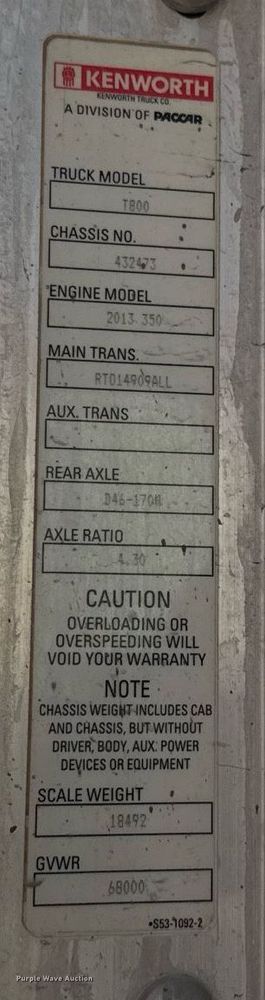 KENWORTH
KENWORTH TRUCK CO.
A DIVISION OF PACCAR
TRUCK MODEL
T800
CHASSIS NO.
432473
ENGINE MODEL
2013 350
MAIN TRANS.
RTO14909ALL
AUX. TRANS
REAR AXLE
D46-170H
AXLE RATIO
4.30
CAUTION
OVERLOADING OR
OVERSPEEDING WILL
VOID YOUR WARRANTY
NOTE
CHASSIS WEIGHT INCLUDES CAB
AND CHASSIS, BUT WITHOUT
DRIVER, BODY, AUX. POWER
DEVICES OR EQUIPMENT
SCALE WEIGHT
18492
GVWR
68000
S53-1092-2
Purple Wave Auction